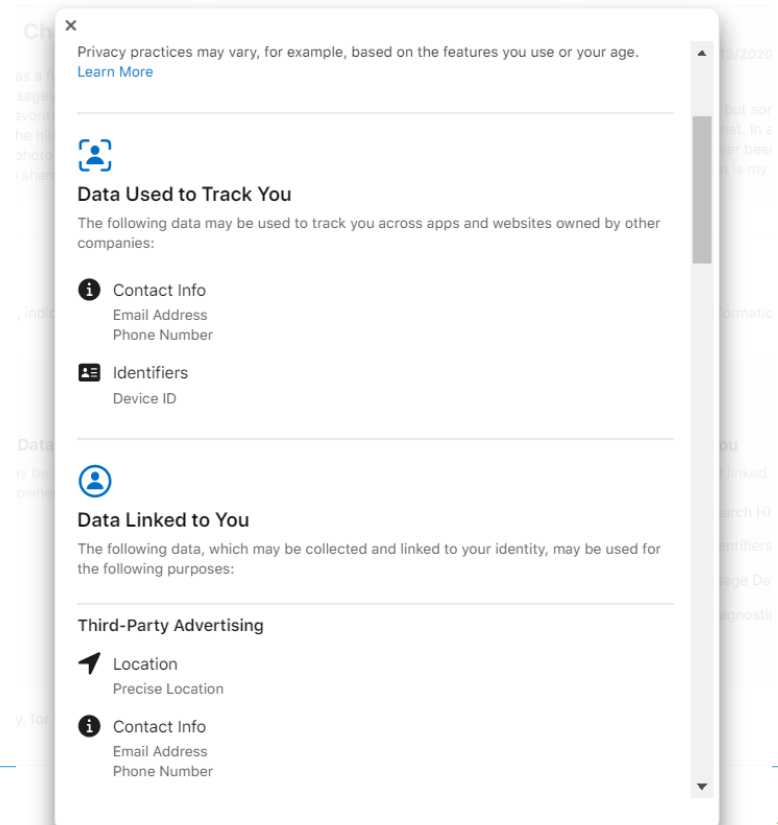 ×
Privacy practices may vary, for example, based on the features you use or your age.
Learn More
Data Used to Track You
The following data may be used to track you across apps and websites owned by other
companies:
Contact Info
Email Address
Phone Number
Identifiers
Device ID
Data Linked to You
The following data, which may be collected and linked to your identity, may be used for
the following purposes:
Third-Party Advertising
Location
Precise Location
Contact Info
Email Address
Phone Number